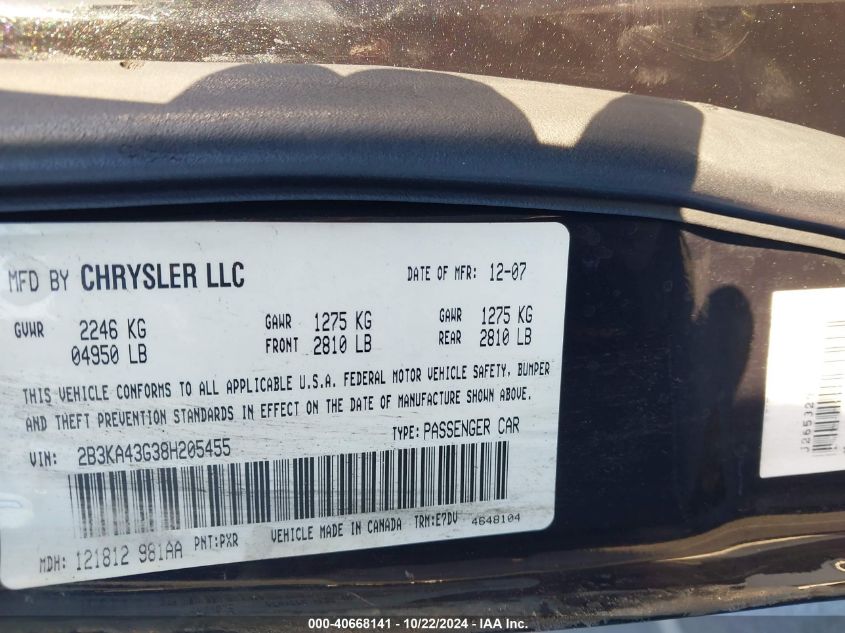 MFD BY CHRYSLER LLC DATE OF MFR: 12-07
GVWR 2246 KG GAWR 1275 KG GAWR 1275 KG
04950 LB FRONT 2810 LB REAR 2810 LB
THIS VEHICLE CONFORMS TO ALL APPLICABLE U.S.A. FEDERAL MOTOR VEHICLE SAFETY, BUMPER
AND THEFT PREVENTION STANDARDS IN EFFECT ON THE DATE OF MANUFACTURE SHOWN ABOVE.
VIN: 2B3KA43G38H205455 TYPE: PASSENGER CAR
MDH: 121812 981AA PNT:PXR VEHICLE MADE IN CANADA TRM:E7DV 4648104
000-40668141 - 10/22/2024 - IAA Inc.